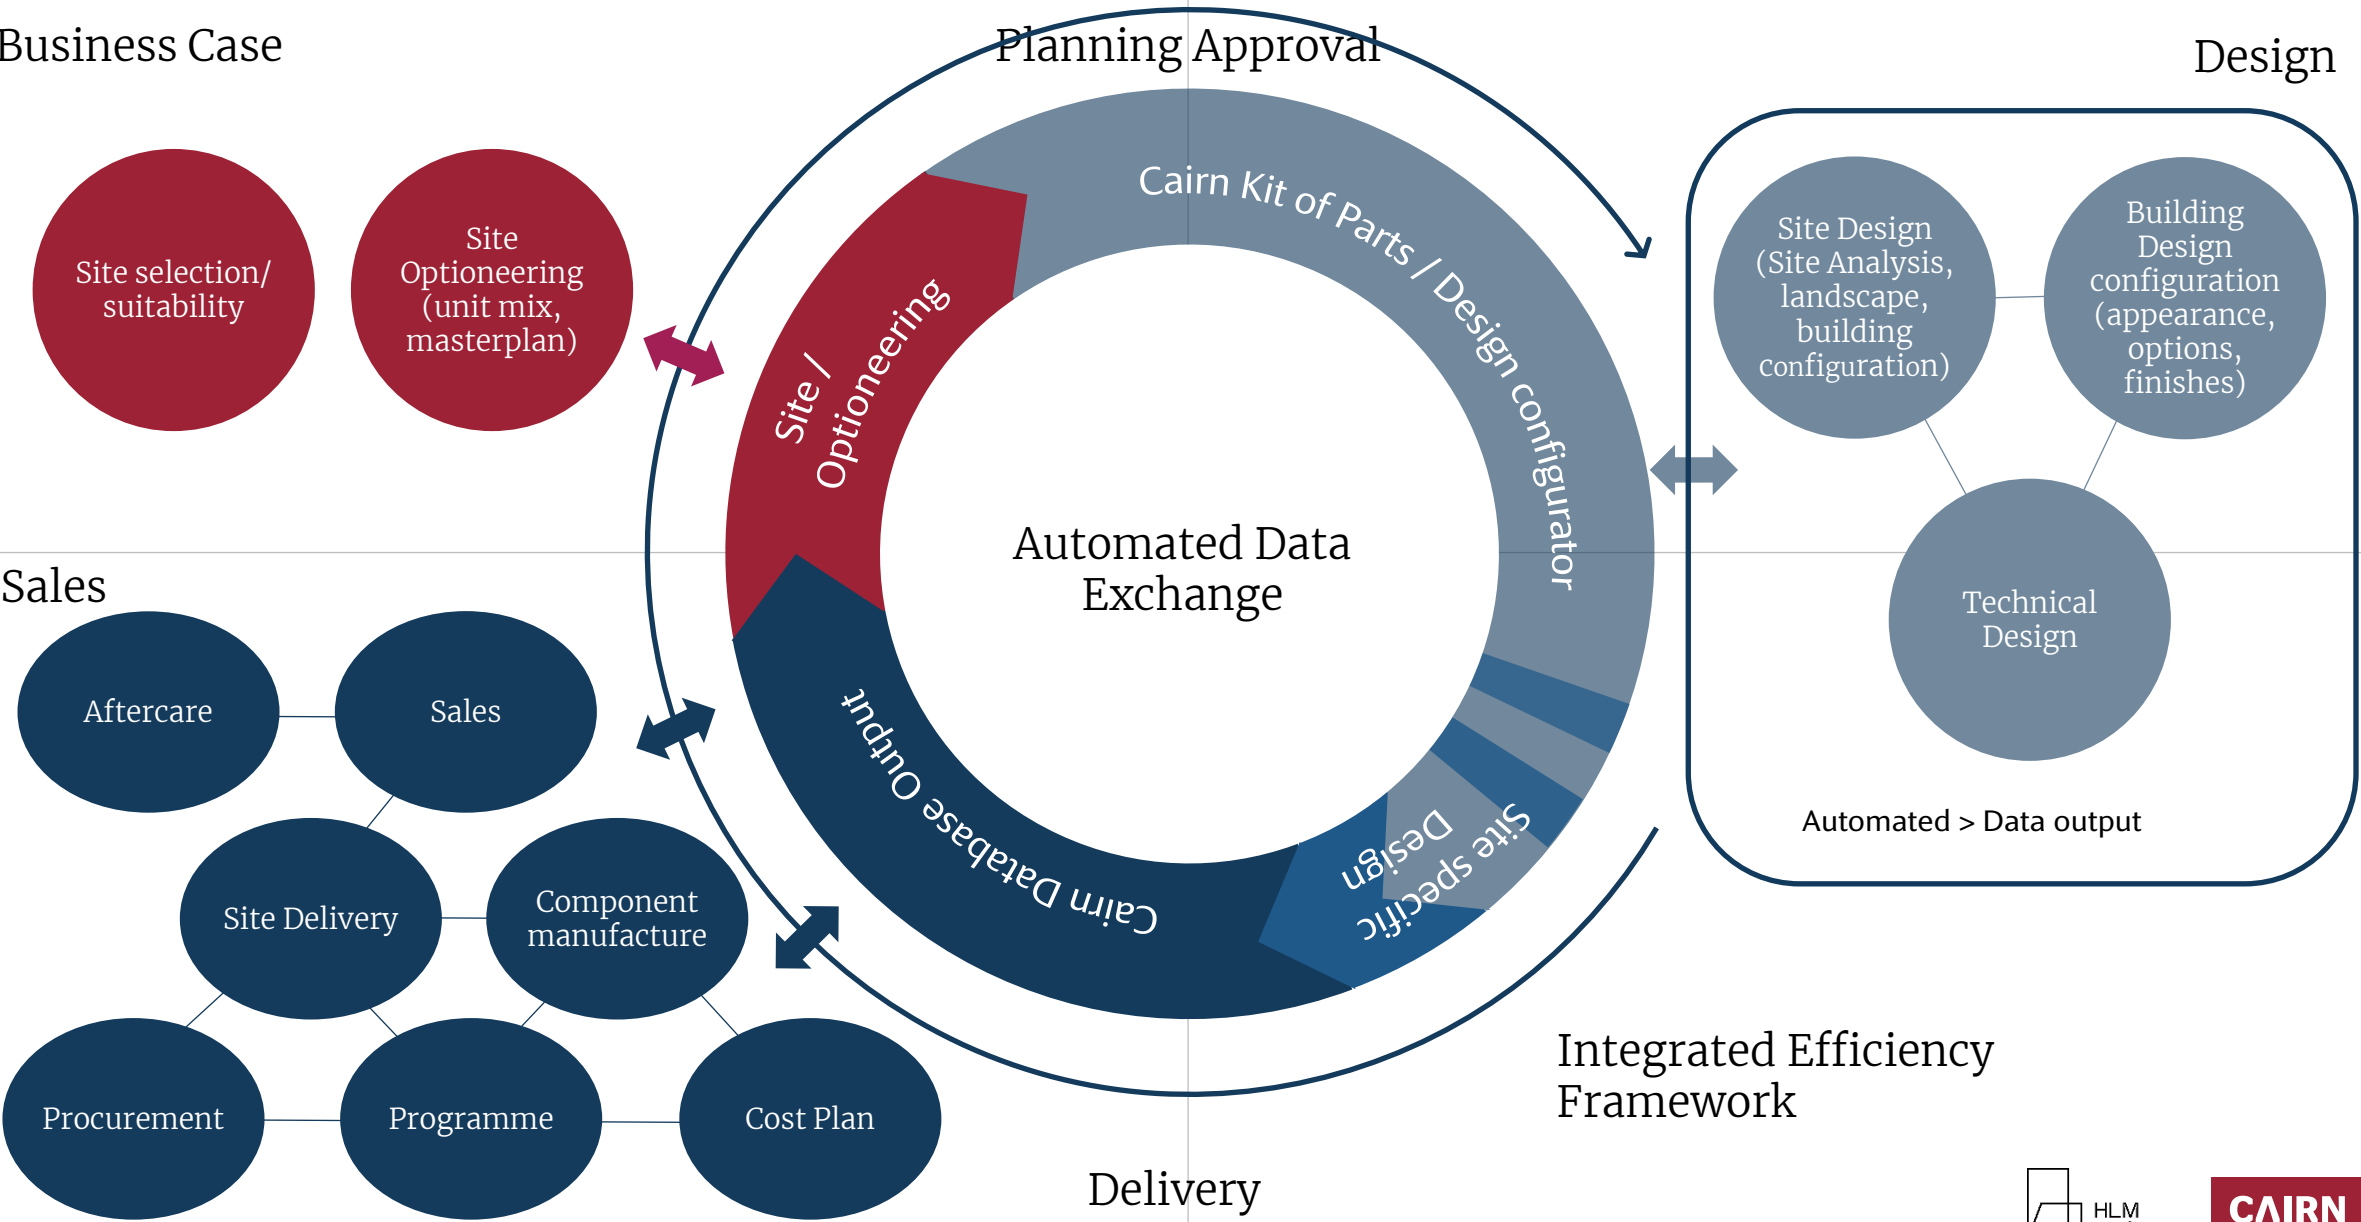 Business Case
Planning Approval
Design
Site selection/
suitability
Site
Optioneering
(unit mix,
masterplan)
Site /
Optioneering
Cairn Kit of Parts / Design configurator
Site Design
(Site Analysis,
landscape,
building
configuration)
Building
Design
configuration
(appearance,
options,
finishes)
Technical
Design
Automated > Data output
Automated Data
Exchange
Sales
Aftercare
Sales
Site Delivery
Component
manufacture
Procurement
Programme
Cost Plan
Cairn Database Output
Site specific
Design
Integrated Efficiency
Framework
Delivery
HLM
CAIRN